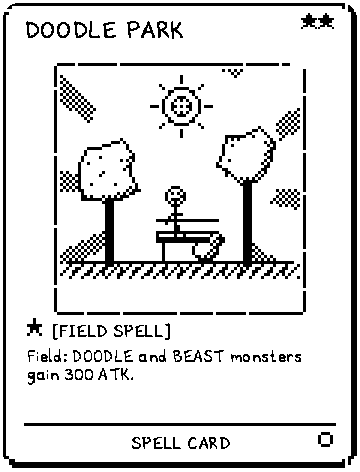 DOODLE PARK
[FIELD SPELL]
Field: DOODLE and BEAST monsters
gain 300 ATK.
SPELL CARD